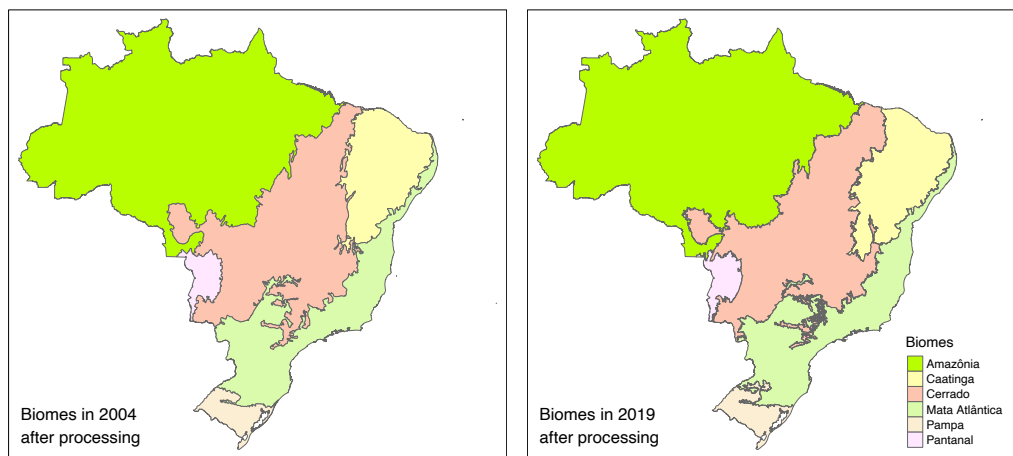 Biomes in 2004
after processing
Biomes in 2019
after processing
Biomes
Amazônia
Caatinga
Cerrado
Mata Atlântica
Pampa
Pantanal